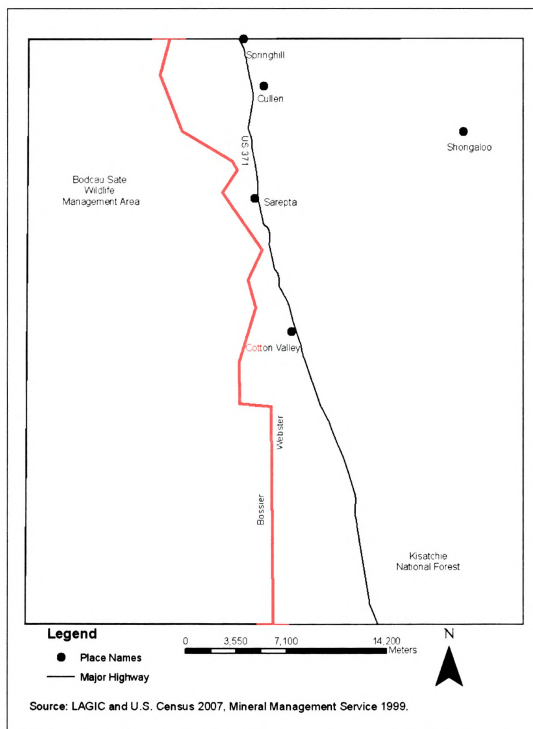 Springhill
Cullen
Shongaloo
US 371
Bodcau Sate
Wildlife
Management Area
Sarepta
Cotton Valley
Webster
Bossier
Kisatchie
National Forest
Legend
Place Names
Major Highway
0 3,550 7,100 14,200
Meters
N
Source: LAGIC and U.S. Census 2007, Mineral Management Service 1999.